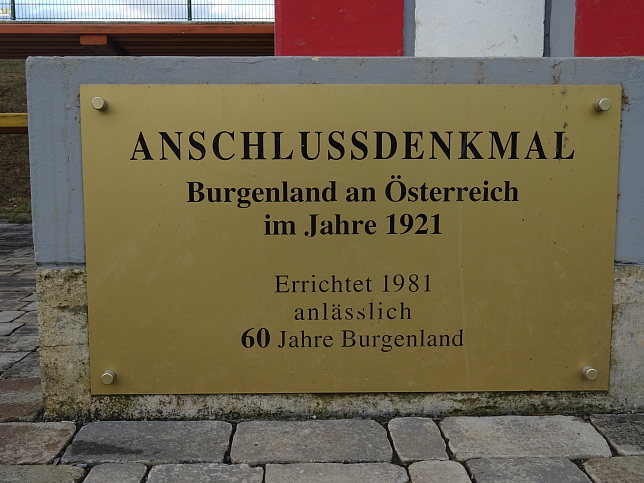 ANSCHLUSSDENKMAL
Burgenland an Österreich
im Jahre 1921
Errichtet 1981
anlässlich
60 Jahre Burgenland